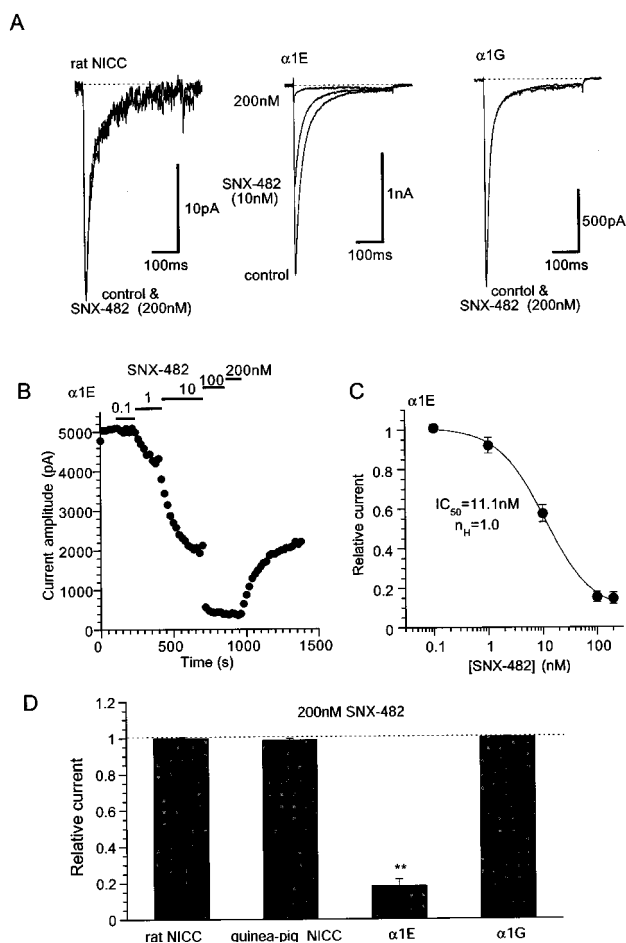 A
rat NICC
α1E
α1G
200nM
SNX-482
(10nM)
control
10pA
100ms
1nA
100ms
500pA
100ms
control &
SNX-482 (200nM)
conrtol &
SNX-482 (200nM)
B
α1E
SNX-482
0.1
1
10
100
200nM
Current amplitude (pA)
5000
4000
3000
2000
1000
0
0
500
1000
1500
Time (s)
C
α1E
Relative current
1
0.8
0.6
0.4
0.2
0
IC50=11.1nM
nH=1.0
0.1
1
10
100
[SNX-482] (nM)
D
200nM SNX-482
Relative current
1.2
1
0.8
0.6
0.4
0.2
0
**
rat NICC
guinea-pig NICC
α1E
α1G